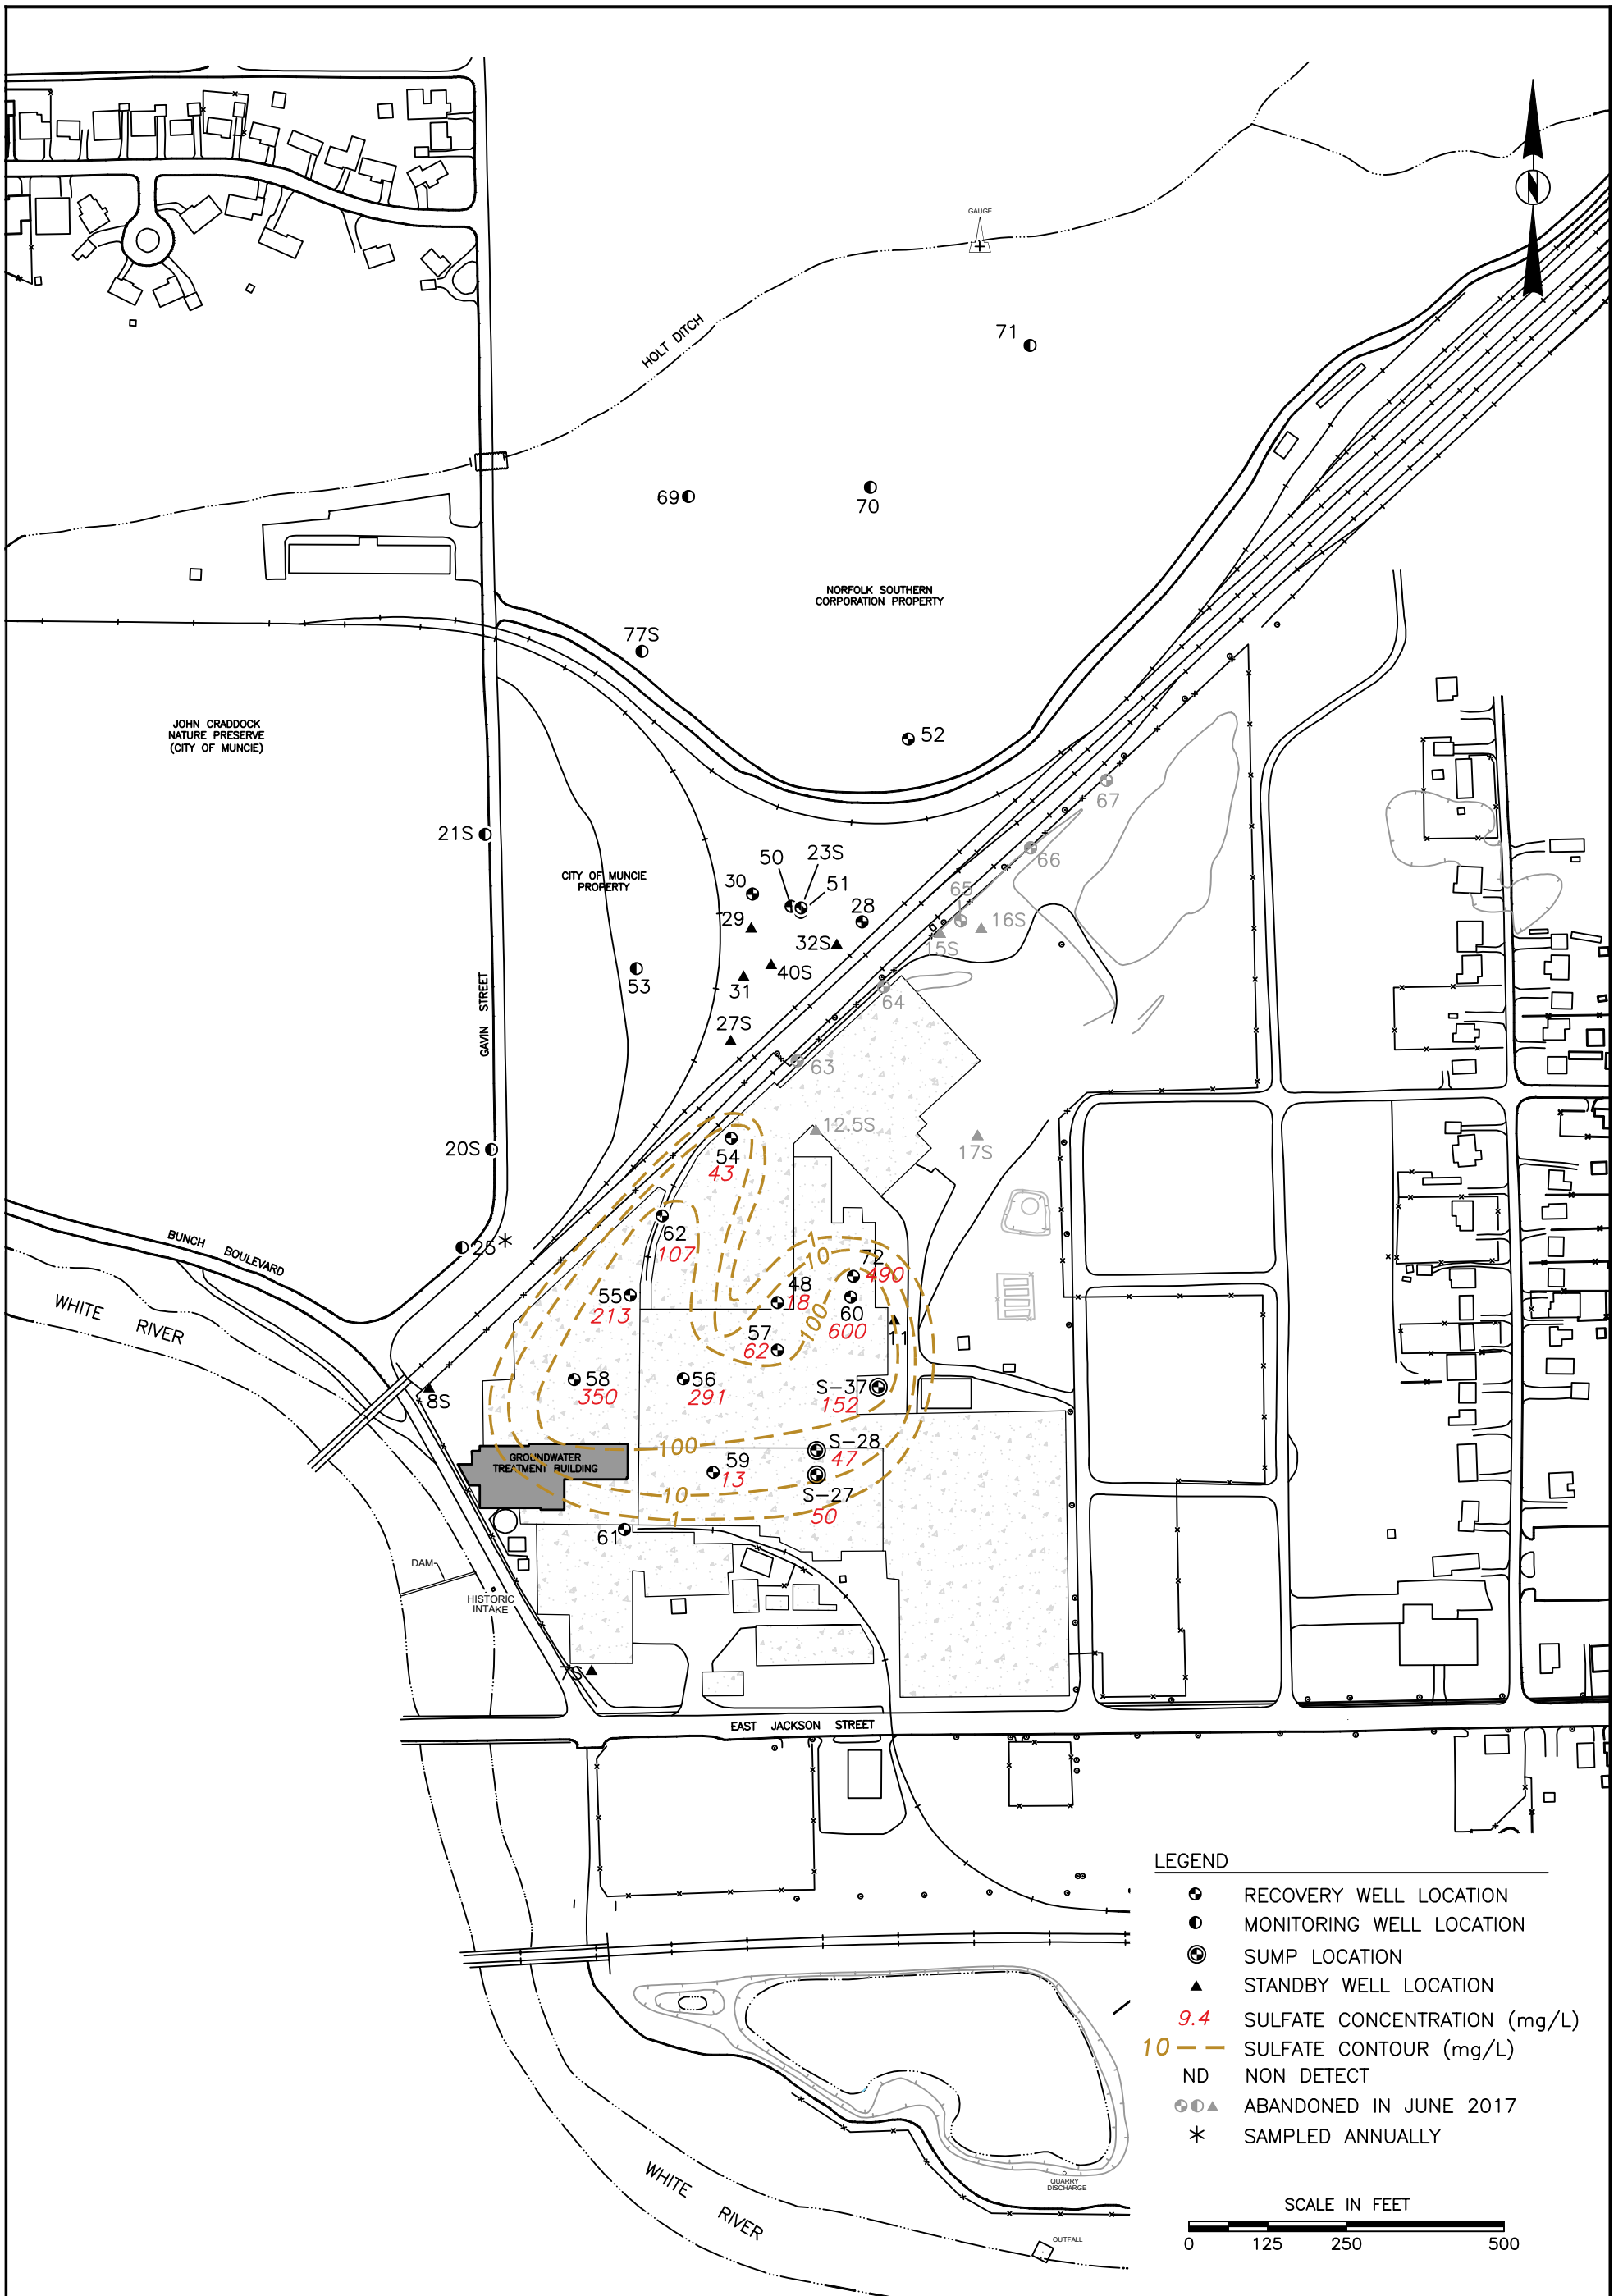 GAUGE
N
71
HOLT DITCH
69
70
NORFOLK SOUTHERN
CORPORATION PROPERTY
77S
JOHN CRADDOCK
NATURE PRESERVE
(CITY OF MUNCIE)
52
67
21S
66
50
23S
CITY OF MUNCIE
PROPERTY
30
51
65
29
28
16S
32S
15S
53
40S
31
64
GAVIN STREET
27S
63
12.5S
20S
54
17S
43
BUNCH BOULEVARD
25*
62
107
1
10
72
490
WHITE RIVER
55
213
48
18
100
60
600
11
57
62
58
350
56
291
S-37
152
8S
100
S-28
47
GROUNDWATER
TREATMENT BUILDING
59
13
10
S-27
50
1
61
DAM
HISTORIC
INTAKE
7S
EAST JACKSON STREET
LEGEND
RECOVERY WELL LOCATION
MONITORING WELL LOCATION
SUMP LOCATION
STANDBY WELL LOCATION
9.4 SULFATE CONCENTRATION (mg/L)
10 SULFATE CONTOUR (mg/L)
ND NON DETECT
ABANDONED IN JUNE 2017
* SAMPLED ANNUALLY
WHITE RIVER
QUARRY
DISCHARGE
OUTFALL
SCALE IN FEET
0 125 250 500